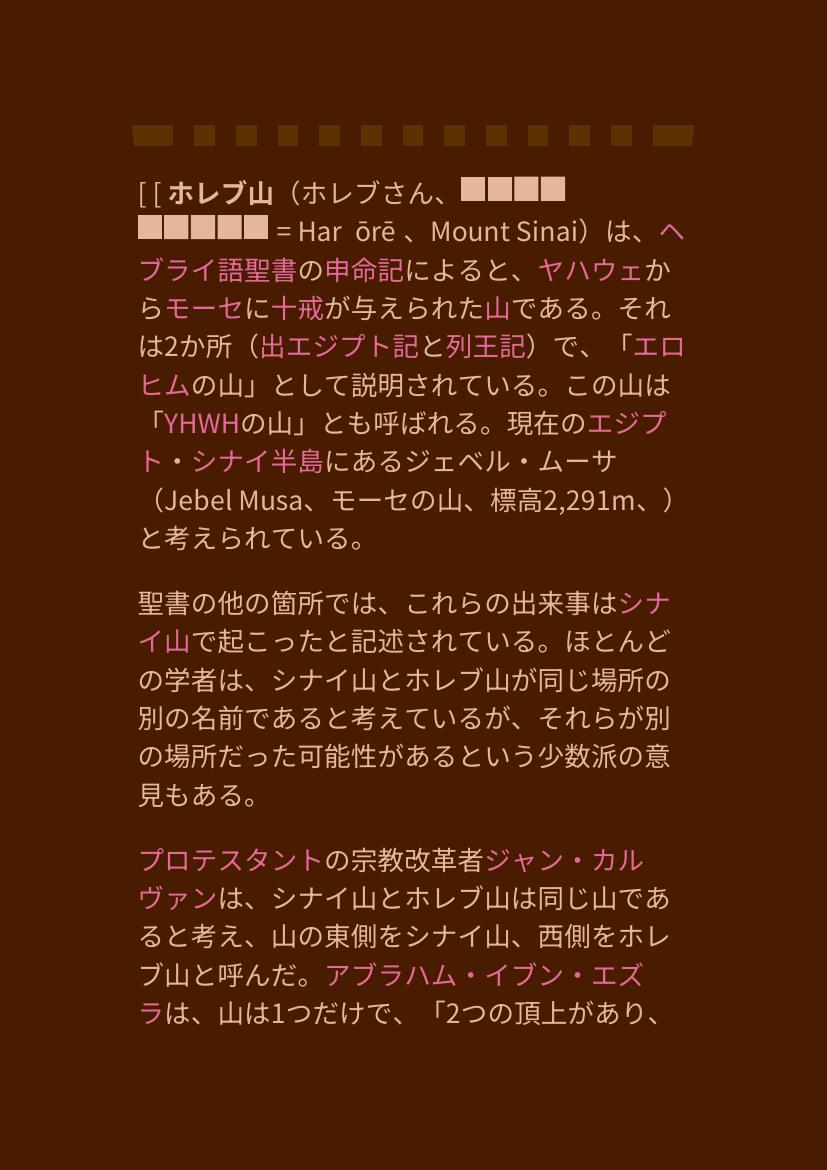 [ [ ホレブ山（ホレブさん、
= Har ōrē 、Mount Sinai）は、ヘ
ブライ語聖書の申命記によると、ヤハウェか
らモーセに十戒が与えられた山である。それ
は2か所（出エジプト記と列王記）で、「エロ
ヒムの山」として説明されている。この山は
「YHWHの山」とも呼ばれる。現在のエジプ
ト・シナイ半島にあるジェベル・ムーサ
（Jebel Musa、モーセの山、標高2,291m、）
と考えられている。
聖書の他の箇所では、これらの出来事はシナ
イ山で起こったと記述されている。ほとんど
の学者は、シナイ山とホレブ山が同じ場所の
別の名前であると考えているが、それらが別
の場所だった可能性があるという少数派の意
見もある。
プロテスタントの宗教改革者ジャン・カル
ヴァンは、シナイ山とホレブ山は同じ山であ
ると考え、山の東側をシナイ山、西側をホレ
ブ山と呼んだ。アブラハム・イブン・エズ
ラは、山は1つだけで、「2つの頂上があり、